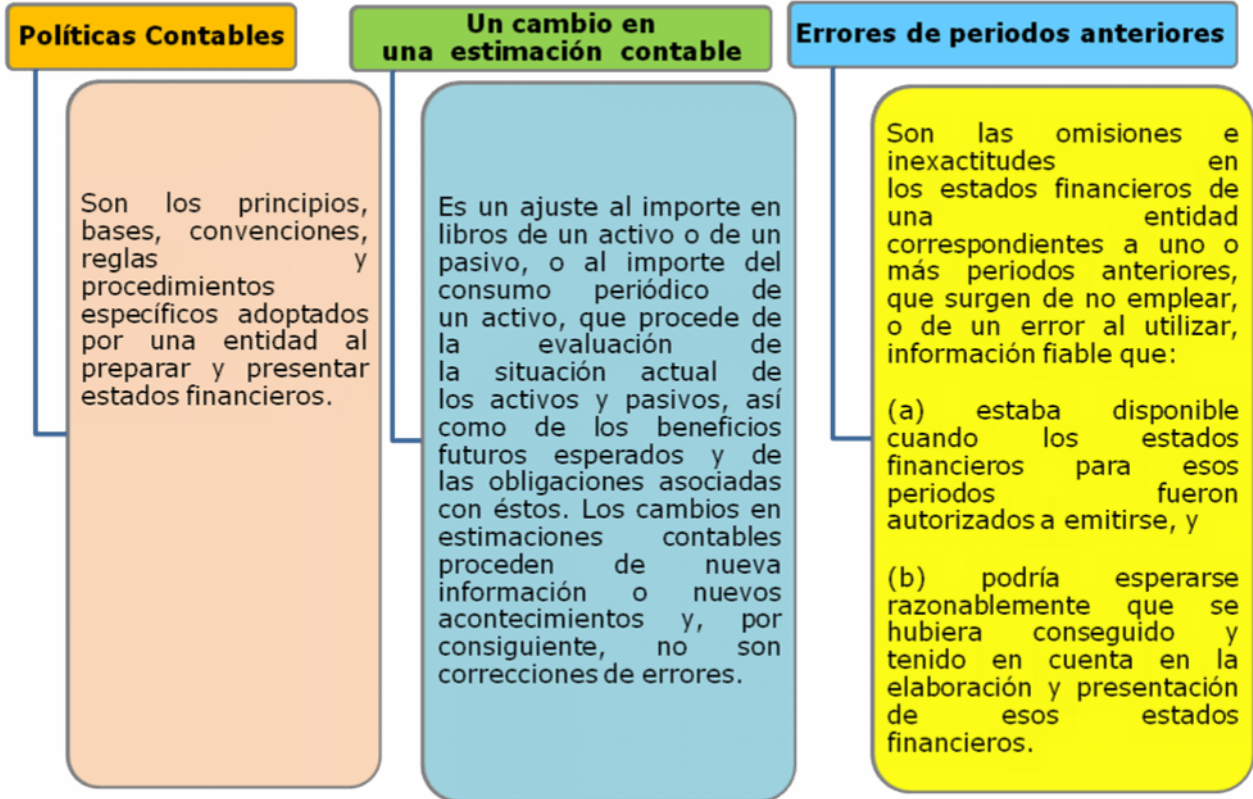 Políticas Contables
Son los principios,
bases, convenciones,
reglas y
procedimientos
específicos adoptados
por una entidad al
preparar y presentar
estados financieros.
Un cambio en
una estimación contable
Es un ajuste al importe en
libros de un activo o de un
pasivo, o al importe del
consumo periódico de
un activo, que procede de
la evaluación de
la situación actual de
los activos y pasivos, así
como de los beneficios
futuros esperados y de
las obligaciones asociadas
con éstos. Los cambios en
estimaciones contables
proceden de nueva
información o nuevos
acontecimientos y, por
consiguiente, no son
correcciones de errores.
Errores de periodos anteriores
Son las omisiones e
inexactitudes en
los estados financieros de
una entidad
correspondientes a uno o
más periodos anteriores,
que surgen de no emplear,
o de un error al utilizar,
información fiable que:
(a) estaba disponible
cuando los estados
financieros para esos
periodos fueron
autorizados a emitirse, y
(b) podría esperarse
razonablemente que se
hubiera conseguido y
tenido en cuenta en la
elaboración y presentación
de esos estados
financieros.